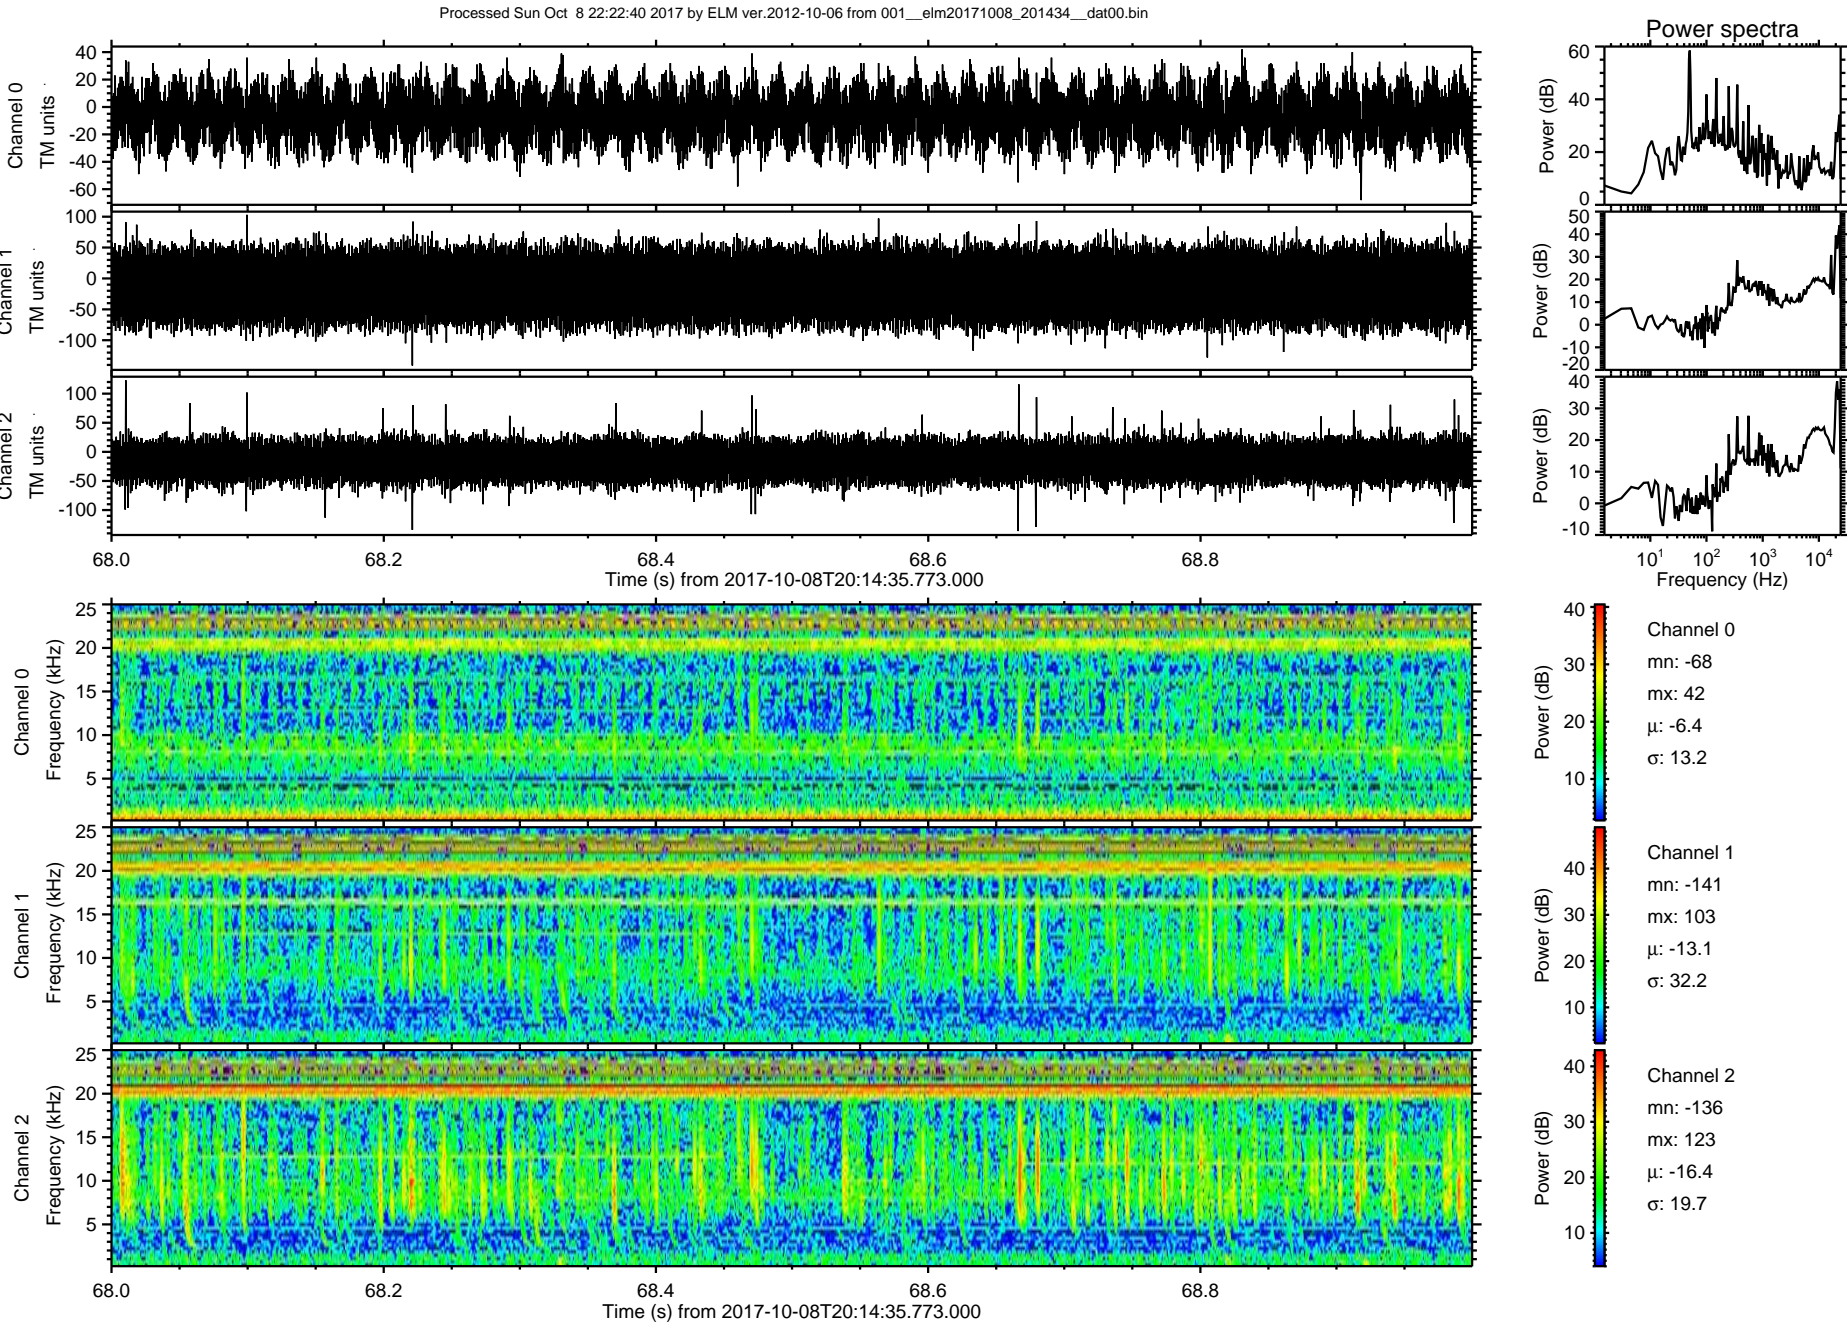 Processed Sun Oct  8 22:22:40 2017 by ELM ver.2012-10-06 from 001__elm20171008_201434__dat00.bin
Power spectra
Channel 0
TM units
40
20
0
-20
-40
-60
Power (dB)
60
40
20
0
Channel 1
TM units
100
50
0
-50
-100
Power (dB)
50
40
30
20
10
0
-10
-20
Channel 2
TM units
100
50
0
-50
-100
Power (dB)
40
30
20
10
0
-10
68.0 68.2 68.4 68.6 68.8
Time (s) from 2017-10-08T20:14:35.773.000
10¹ 10² 10³ 10⁴
Frequency (Hz)
Channel 0
Frequency (kHz)
25
20
15
10
5
Power (dB)
40
30
20
10
Channel 0
mn: -68
mx: 42
μ: -6.4
σ: 13.2
Channel 1
Frequency (kHz)
25
20
15
10
5
Power (dB)
40
30
20
10
Channel 1
mn: -141
mx: 103
μ: -13.1
σ: 32.2
Channel 2
Frequency (kHz)
25
20
15
10
5
Power (dB)
40
30
20
10
Channel 2
mn: -136
mx: 123
μ: -16.4
σ: 19.7
68.0 68.2 68.4 68.6 68.8
Time (s) from 2017-10-08T20:14:35.773.000